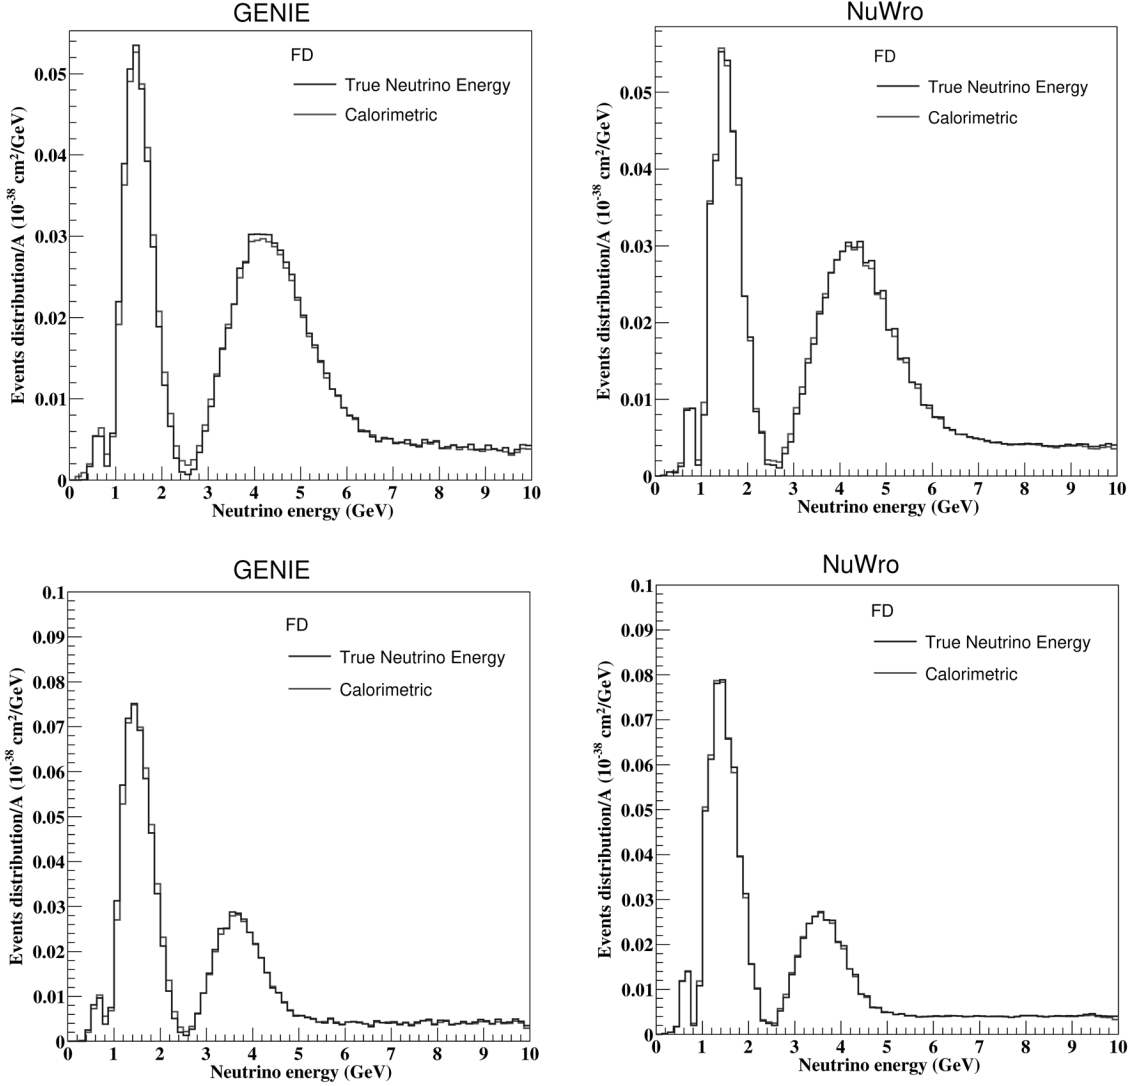 GENIE
FD
True Neutrino Energy
Calorimetric
Events distribution/A (10^-38 cm^2/GeV)
0.05
0.04
0.03
0.02
0.01
0
0 1 2 3 4 5 6 7 8 9 10
Neutrino energy (GeV)
NuWro
FD
True Neutrino Energy
Calorimetric
Events distribution/A (10^-38 cm^2/GeV)
0.05
0.04
0.03
0.02
0.01
0
0 1 2 3 4 5 6 7 8 9 10
Neutrino energy (GeV)
GENIE
FD
True Neutrino Energy
Calorimetric
Events distribution/A (10^-38 cm^2/GeV)
0.1
0.09
0.08
0.07
0.06
0.05
0.04
0.03
0.02
0.01
0
0 1 2 3 4 5 6 7 8 9 10
Neutrino energy (GeV)
NuWro
FD
True Neutrino Energy
Calorimetric
Events distribution/A (10^-38 cm^2/GeV)
0.1
0.09
0.08
0.07
0.06
0.05
0.04
0.03
0.02
0.01
0
0 1 2 3 4 5 6 7 8 9 10
Neutrino energy (GeV)